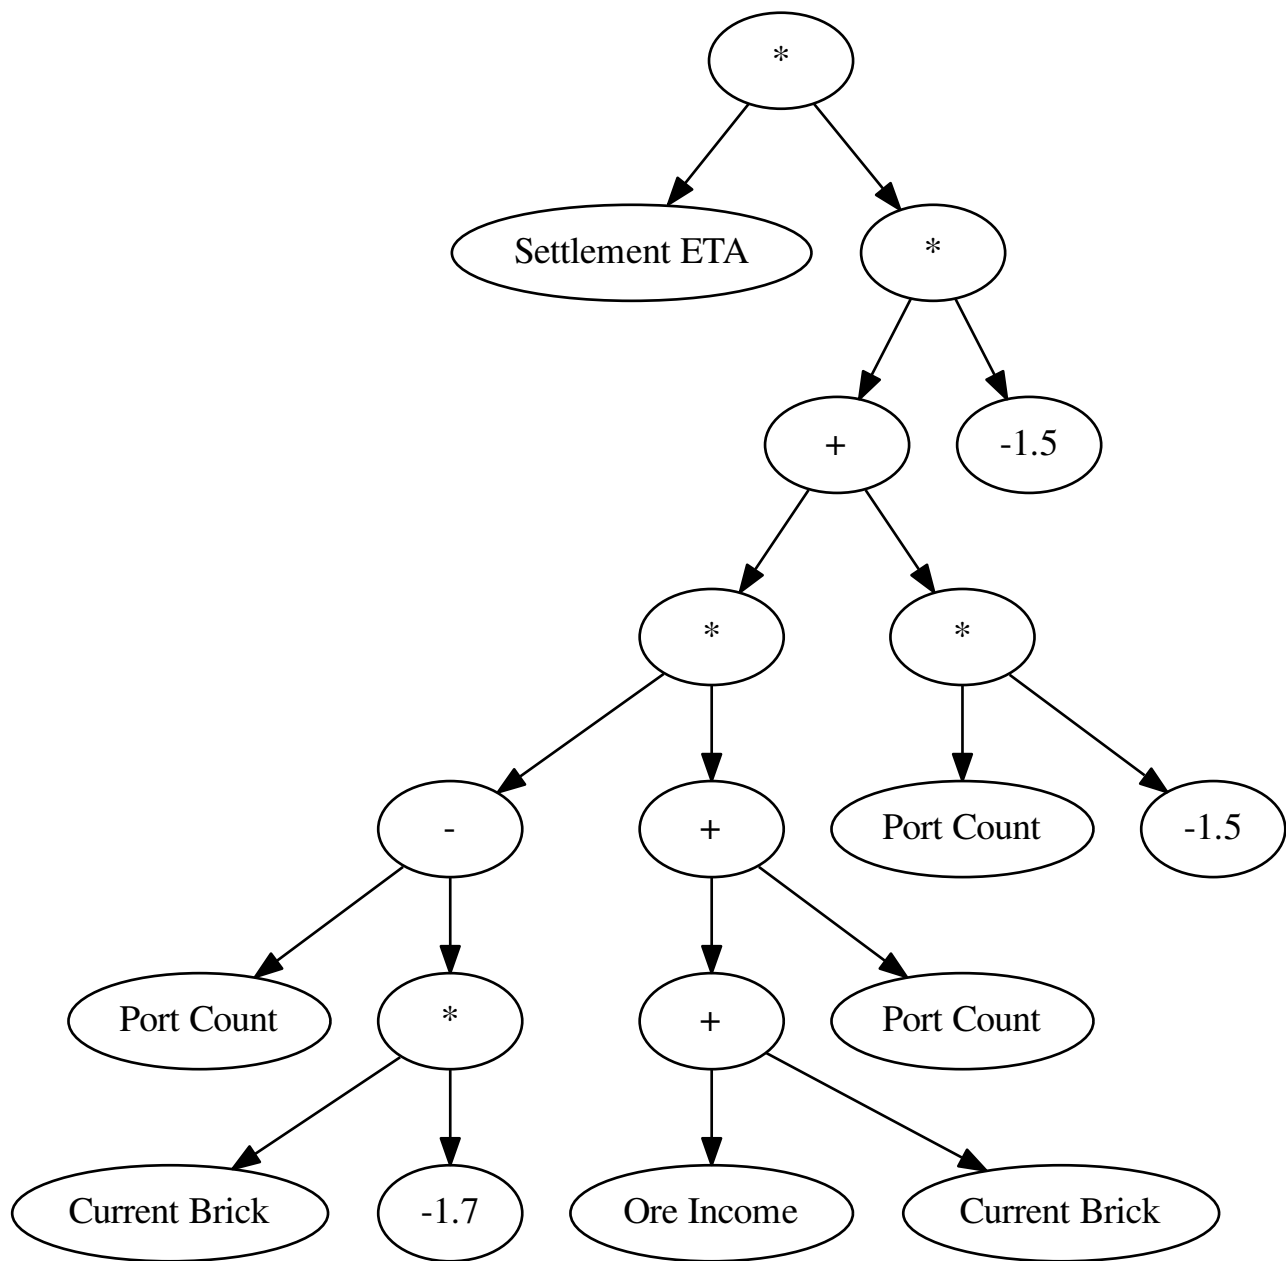 *
Settlement ETA
*
+
-1.5
*
*
-
+
Port Count
-1.5
Port Count
*
+
Port Count
Current Brick
-1.7
Ore Income
Current Brick